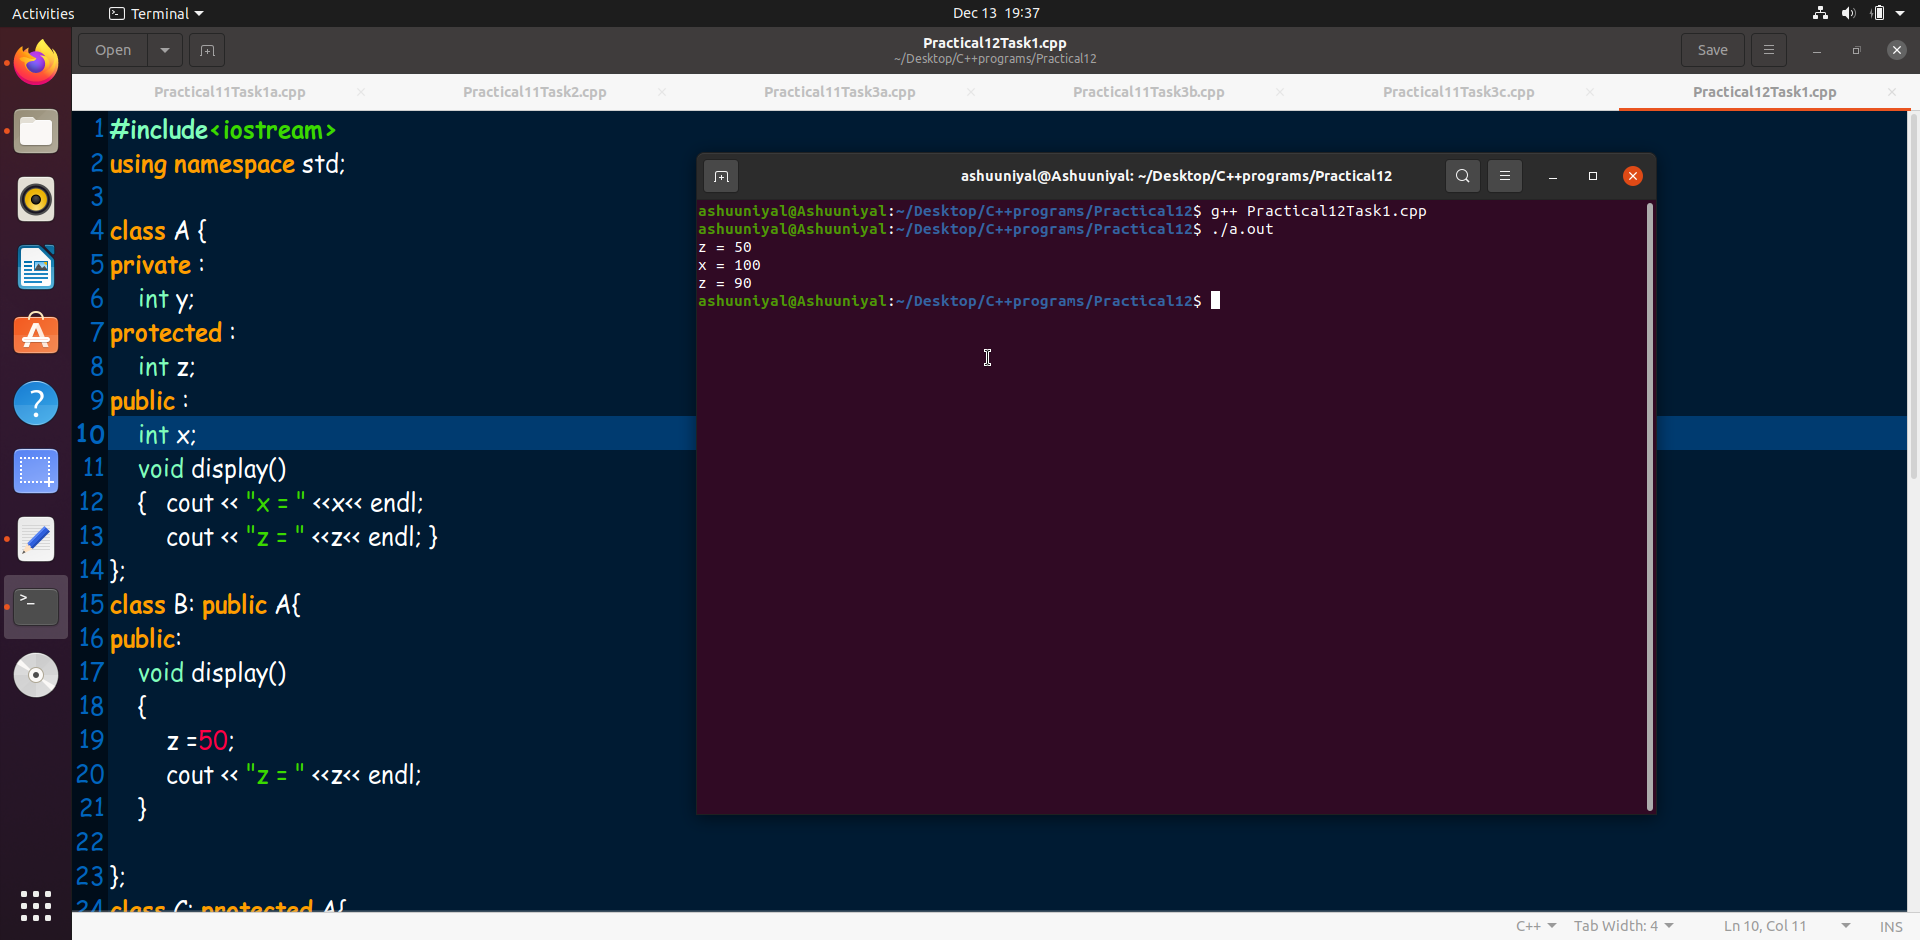 Activities
Terminal
Dec 13 19:37
Open
Practical12Task1.cpp
~/Desktop/C++programs/Practical12
Save
Practical11Task1a.cpp
Practical11Task2.cpp
Practical11Task3a.cpp
Practical11Task3b.cpp
Practical11Task3c.cpp
Practical12Task1.cpp
1 #include<iostream>
2 using namespace std;
3
4 class A {
5 private :
6 int y;
7 protected :
8 int z;
9 public :
10 int x;
11 void display()
12 { cout << "x = " <<x<< endl;
13 cout << "z = " <<z<< endl; }
14 };
15 class B: public A{
16 public:
17 void display()
18 {
19 z =50;
20 cout << "z = " <<z<< endl;
21 }
22
23 };
24 class C: protected A{
ashuuniyal@Ashuuniyal: ~/Desktop/C++programs/Practical12
ashuuniyal@Ashuuniyal:~/Desktop/C++programs/Practical12$ g++ Practical12Task1.cpp
ashuuniyal@Ashuuniyal:~/Desktop/C++programs/Practical12$ ./a.out
z = 50
x = 100
z = 90
ashuuniyal@Ashuuniyal:~/Desktop/C++programs/Practical12$
C++
Tab Width: 4
Ln 10, Col 11
INS